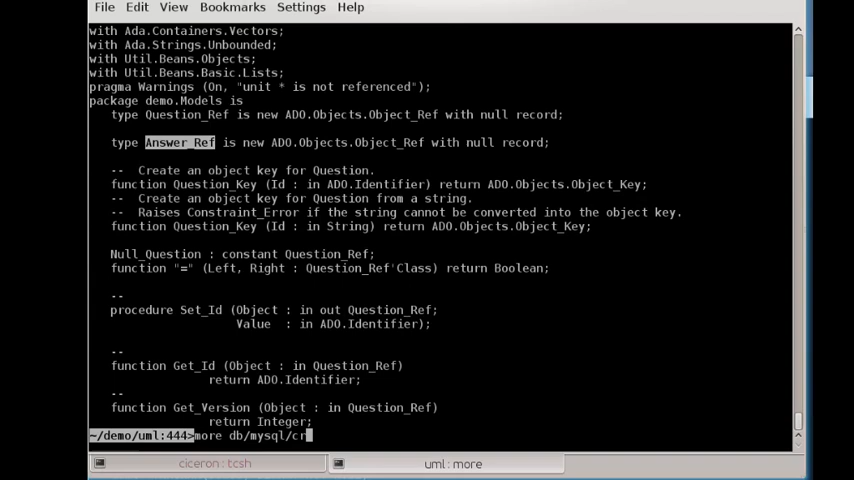 File Edit View Bookmarks Settings Help
with Ada.Containers.Vectors;
with Ada.Strings.Unbounded;
with Util.Beans.Objects;
with Util.Beans.Basic.Lists;
pragma Warnings (On, "unit * is not referenced");
package demo.Models is
   type Question_Ref is new ADO.Objects.Object_Ref with null record;
   type Answer_Ref is new ADO.Objects.Object_Ref with null record;
   --  Create an object key for Question.
   function Question_Key (Id : in ADO.Identifier) return ADO.Objects.Object_Key;
   --  Create an object key for Question from a string.
   --  Raises Constraint_Error if the string cannot be converted into the object key.
   function Question_Key (Id : in String) return ADO.Objects.Object_Key;
   Null_Question : constant Question_Ref;
   function "=" (Left, Right : Question_Ref'Class) return Boolean;
   --
   procedure Set_Id (Object : in out Question_Ref;
                     Value  : in ADO.Identifier);
   --
   function Get_Id (Object : in Question_Ref)
                 return ADO.Identifier;
   --
   function Get_Version (Object : in Question_Ref)
                 return Integer;
~/demo/uml:444>more db/mysql/cr
ciceron : tcsh uml : more